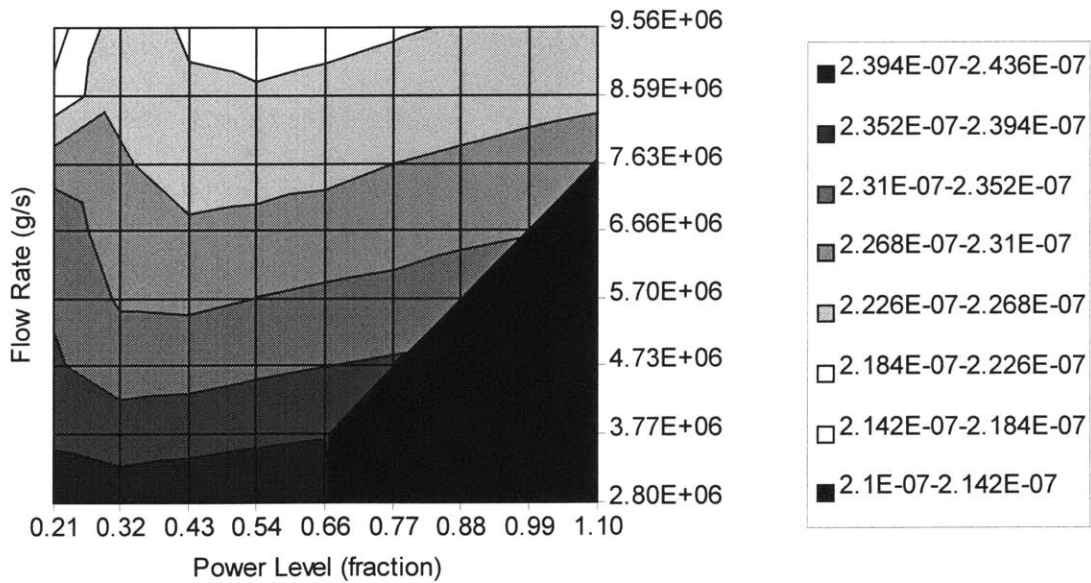 9.56E+06
8.59E+06
7.63E+06
6.66E+06
5.70E+06
4.73E+06
3.77E+06
2.80E+06
Flow Rate (g/s)
0.21 0.32 0.43 0.54 0.66 0.77 0.88 0.99 1.10
Power Level (fraction)
2.394E-07-2.436E-07
2.352E-07-2.394E-07
2.31E-07-2.352E-07
2.268E-07-2.31E-07
2.226E-07-2.268E-07
2.184E-07-2.226E-07
2.142E-07-2.184E-07
2.1E-07-2.142E-07